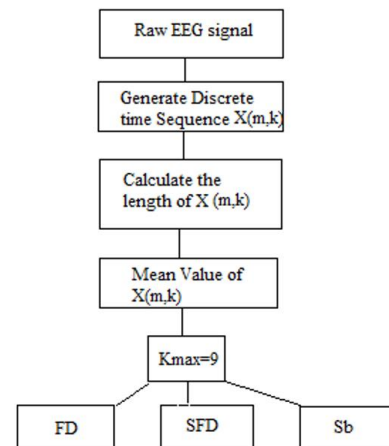 Raw EEG signal
Generate Discrete
time Sequence X(m,k)
Calculate the
length of X (m,k)
Mean Value of
X(m,k)
Kmax=9
FD
SFD
Sb